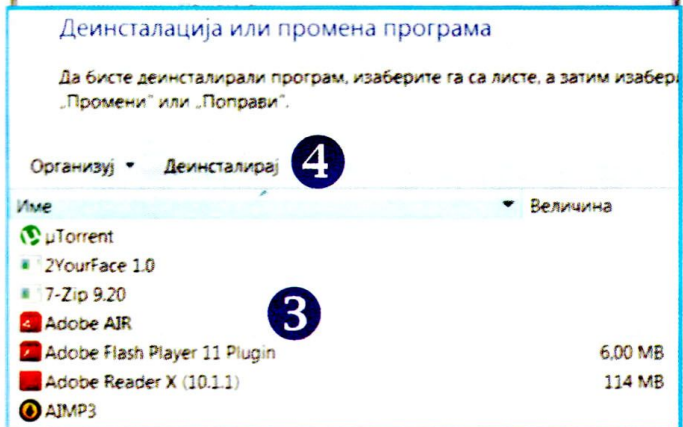 Деинсталација или промена програма
Да бисте деинсталирали програм, изаберите га са листе, а затим изабери
„Промени“ или „Поправи“.
Организуј Деинсталирај 4
Име Величина
µTorrent
2YourFace 1.0
7-Zip 9.20
3
Adobe AIR
Adobe Flash Player 11 Plugin 6,00 MB
Adobe Reader X (10.1.1) 114 MB
AIMP3